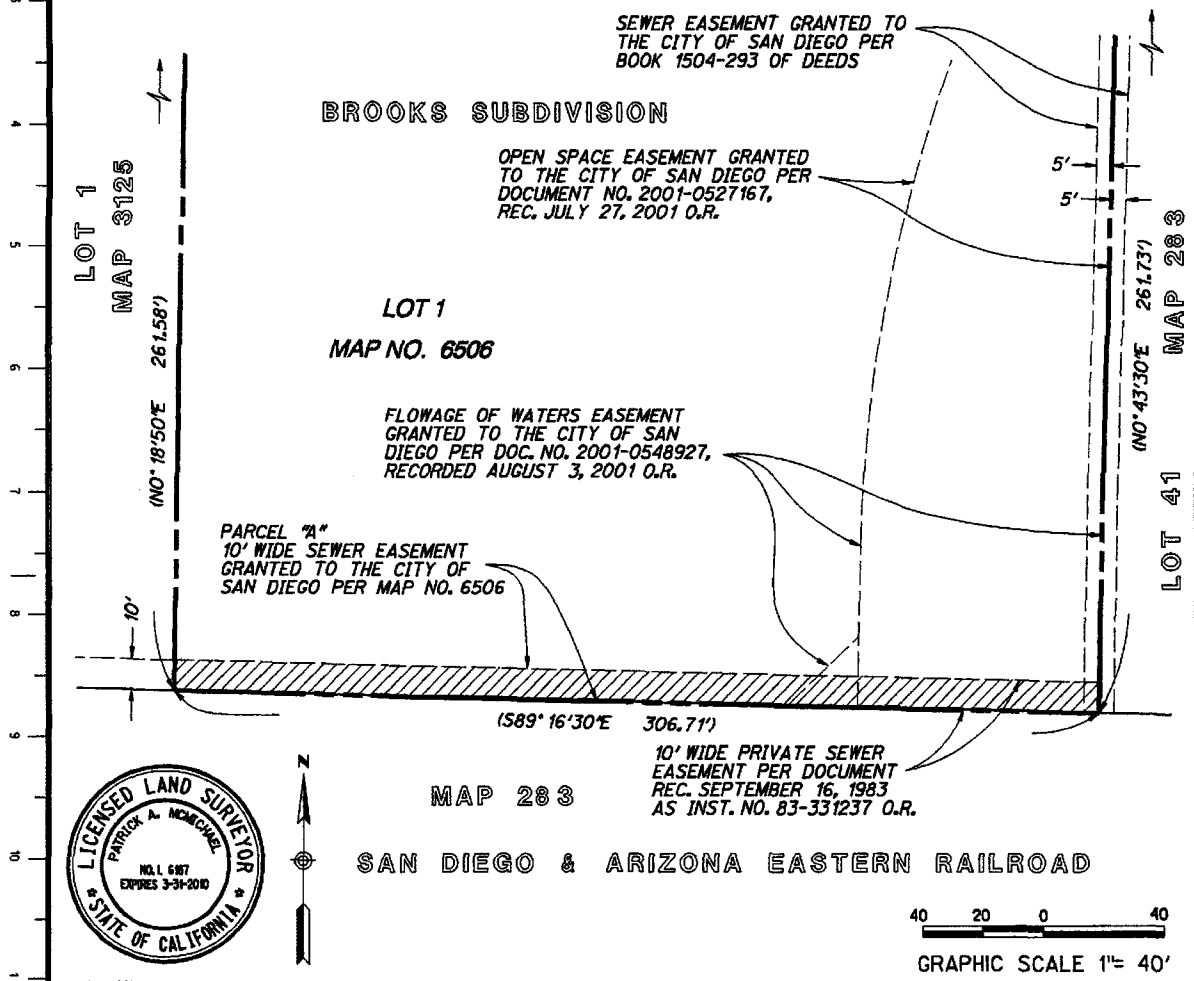 SEWER EASEMENT GRANTED TO
THE CITY OF SAN DIEGO PER
BOOK 1504-293 OF DEEDS
BROOKS SUBDIVISION
OPEN SPACE EASEMENT GRANTED
TO THE CITY OF SAN DIEGO PER
DOCUMENT NO. 2001-0527167,
REC. JULY 27, 2001 O.R.
5'
5'
LOT 1
MAP 3125
(N0°18'50"E 261.58')
LOT 1
MAP NO. 6506
(N0°43'30"E 261.73')
MAP 283
LOT 41
FLOWAGE OF WATERS EASEMENT
GRANTED TO THE CITY OF SAN
DIEGO PER DOC. NO. 2001-0548927,
RECORDED AUGUST 3, 2001 O.R.
PARCEL "A"
10' WIDE SEWER EASEMENT
GRANTED TO THE CITY OF
SAN DIEGO PER MAP NO. 6506
10'
(S89°16'30"E 306.71')
10' WIDE PRIVATE SEWER
EASEMENT PER DOCUMENT
REC. SEPTEMBER 16, 1983
AS INST. NO. 83-331237 O.R.
N
MAP 283
SAN DIEGO & ARIZONA EASTERN RAILROAD
LICENSED LAND SURVEYOR
PATRICK A. MCMICHAEL
NO. L 6187
EXPIRES 3-31-2010
STATE OF CALIFORNIA
40 20 0 40
GRAPHIC SCALE 1"= 40'
4
5
6
7
8
9
10